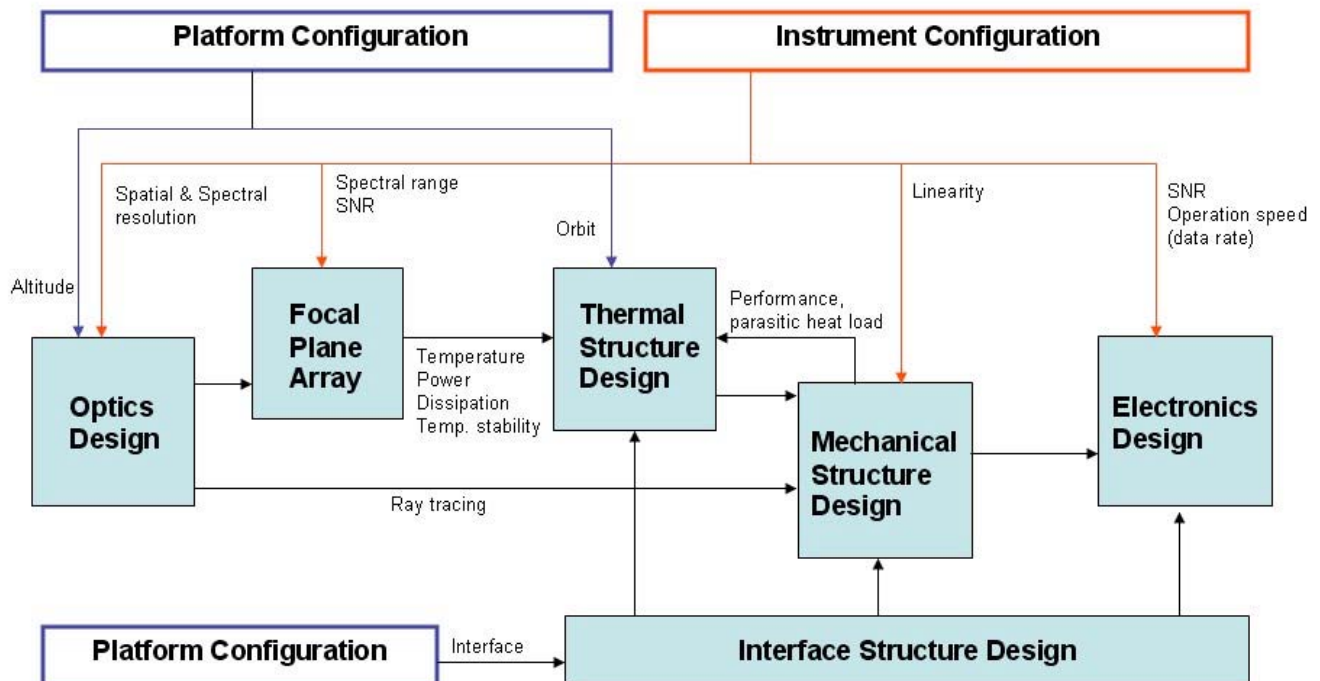 Platform Configuration
Instrument Configuration
Spatial & Spectral
resolution
Spectral range
SNR
Linearity
SNR
Operation speed
(data rate)
Orbit
Altitude
Focal
Plane
Array
Thermal
Structure
Design
Performance,
parasitic heat load
Temperature
Power
Dissipation
Temp. stability
Optics
Design
Mechanical
Structure
Design
Electronics
Design
Ray tracing
Platform Configuration
Interface
Interface Structure Design